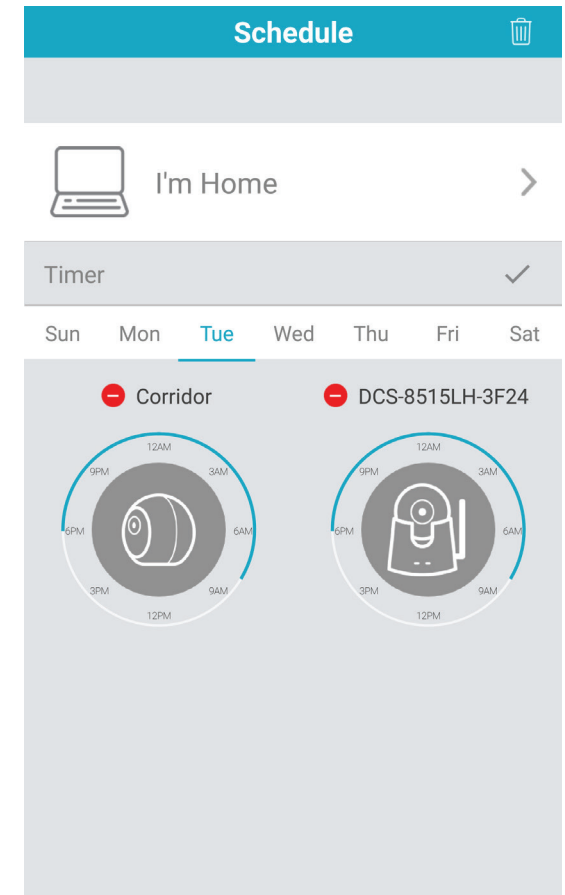 Schedule
I'm Home
Timer
Sun Mon Tue Wed Thu Fri Sat
Corridor DCS-8515LH-3F24
12AM 12AM
9PM 3AM 9PM 3AM
6PM 6AM 6PM 6AM
3PM 9AM 3PM 9AM
12PM 12PM